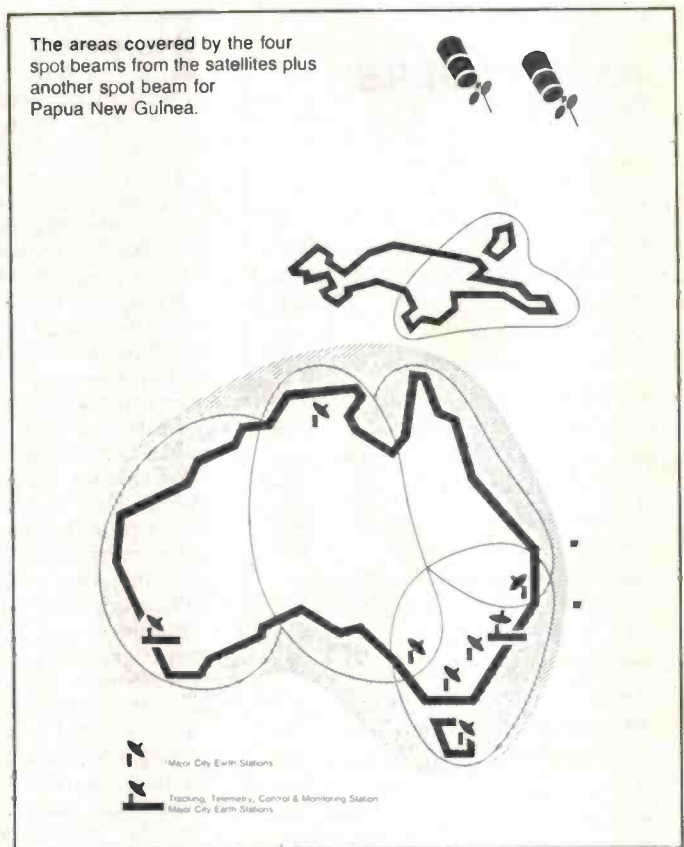 The areas covered by the four
spot beams from the satellites plus
another spot beam for
Papua New Guinea.
Major City Earth Stations
Tracking, Telemetry, Control & Monitoring Station
Major City Earth Stations